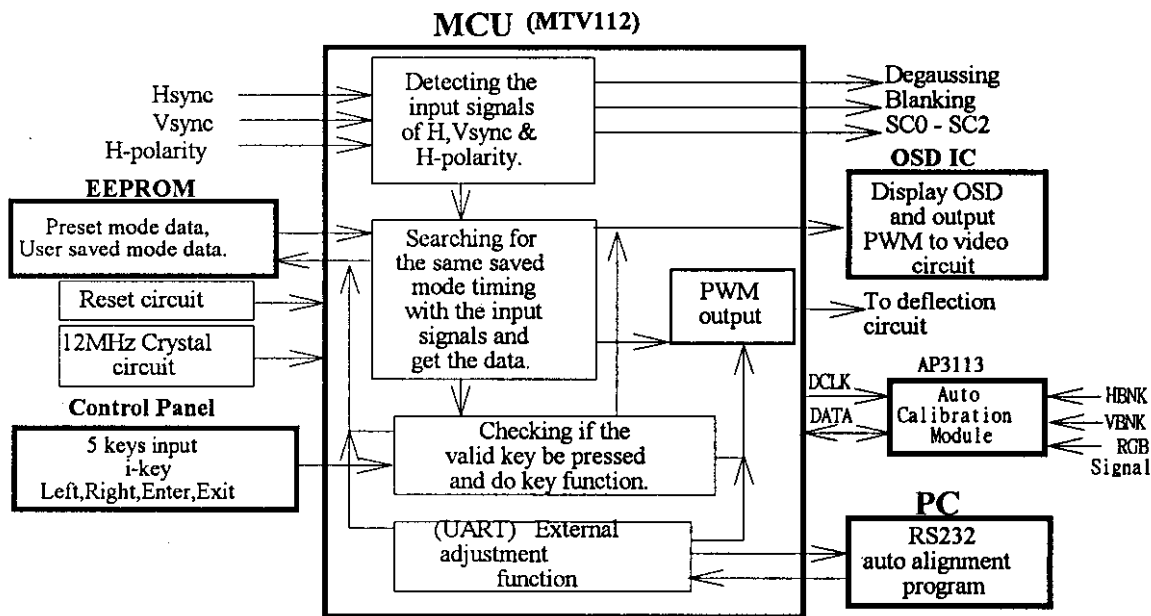 MCU (MTV112)
Hsync
Vsync
H-polarity
Detecting the
input signals
of H,Vsync &
H-polarity.
Degaussing
Blanking
SC0 - SC2
EEPROM
Preset mode data,
User saved mode data.
Reset circuit
12MHz Crystal
circuit
Searching for
the same saved
mode timing
with the input
signals and
get the data.
PWM
output
OSD IC
Display OSD
and output
PWM to video
circuit
To deflection
circuit
AP3113
DCLK
DATA
Auto
Calibration
Module
HBNK
VBNK
RGB
Signal
Control Panel
5 keys input
i-key
Left,Right,Enter,Exit
Checking if the
valid key be pressed
and do key function.
(UART) External
adjustment
function
PC
RS232
auto alignment
program